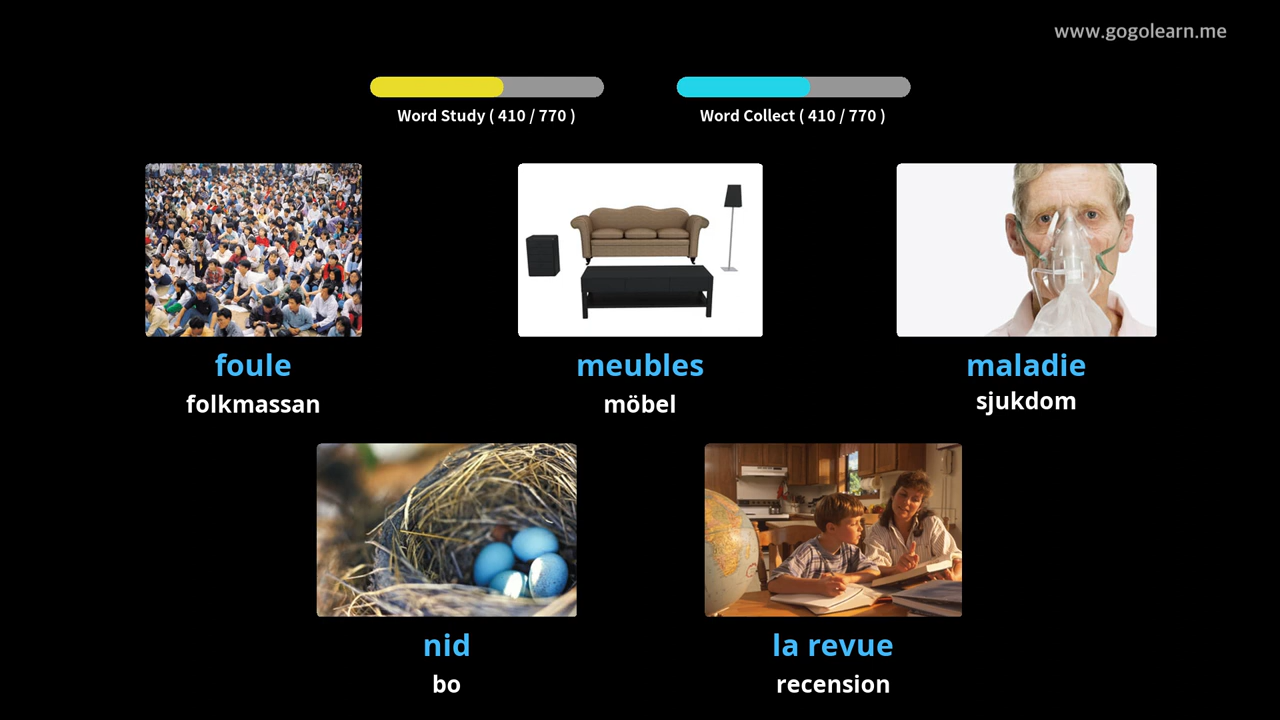 www.gogolearn.me
Word Study ( 410 / 770 )
Word Collect ( 410 / 770 )
foule
folkmassan
meubles
möbel
maladie
sjukdom
nid
bo
la revue
recension